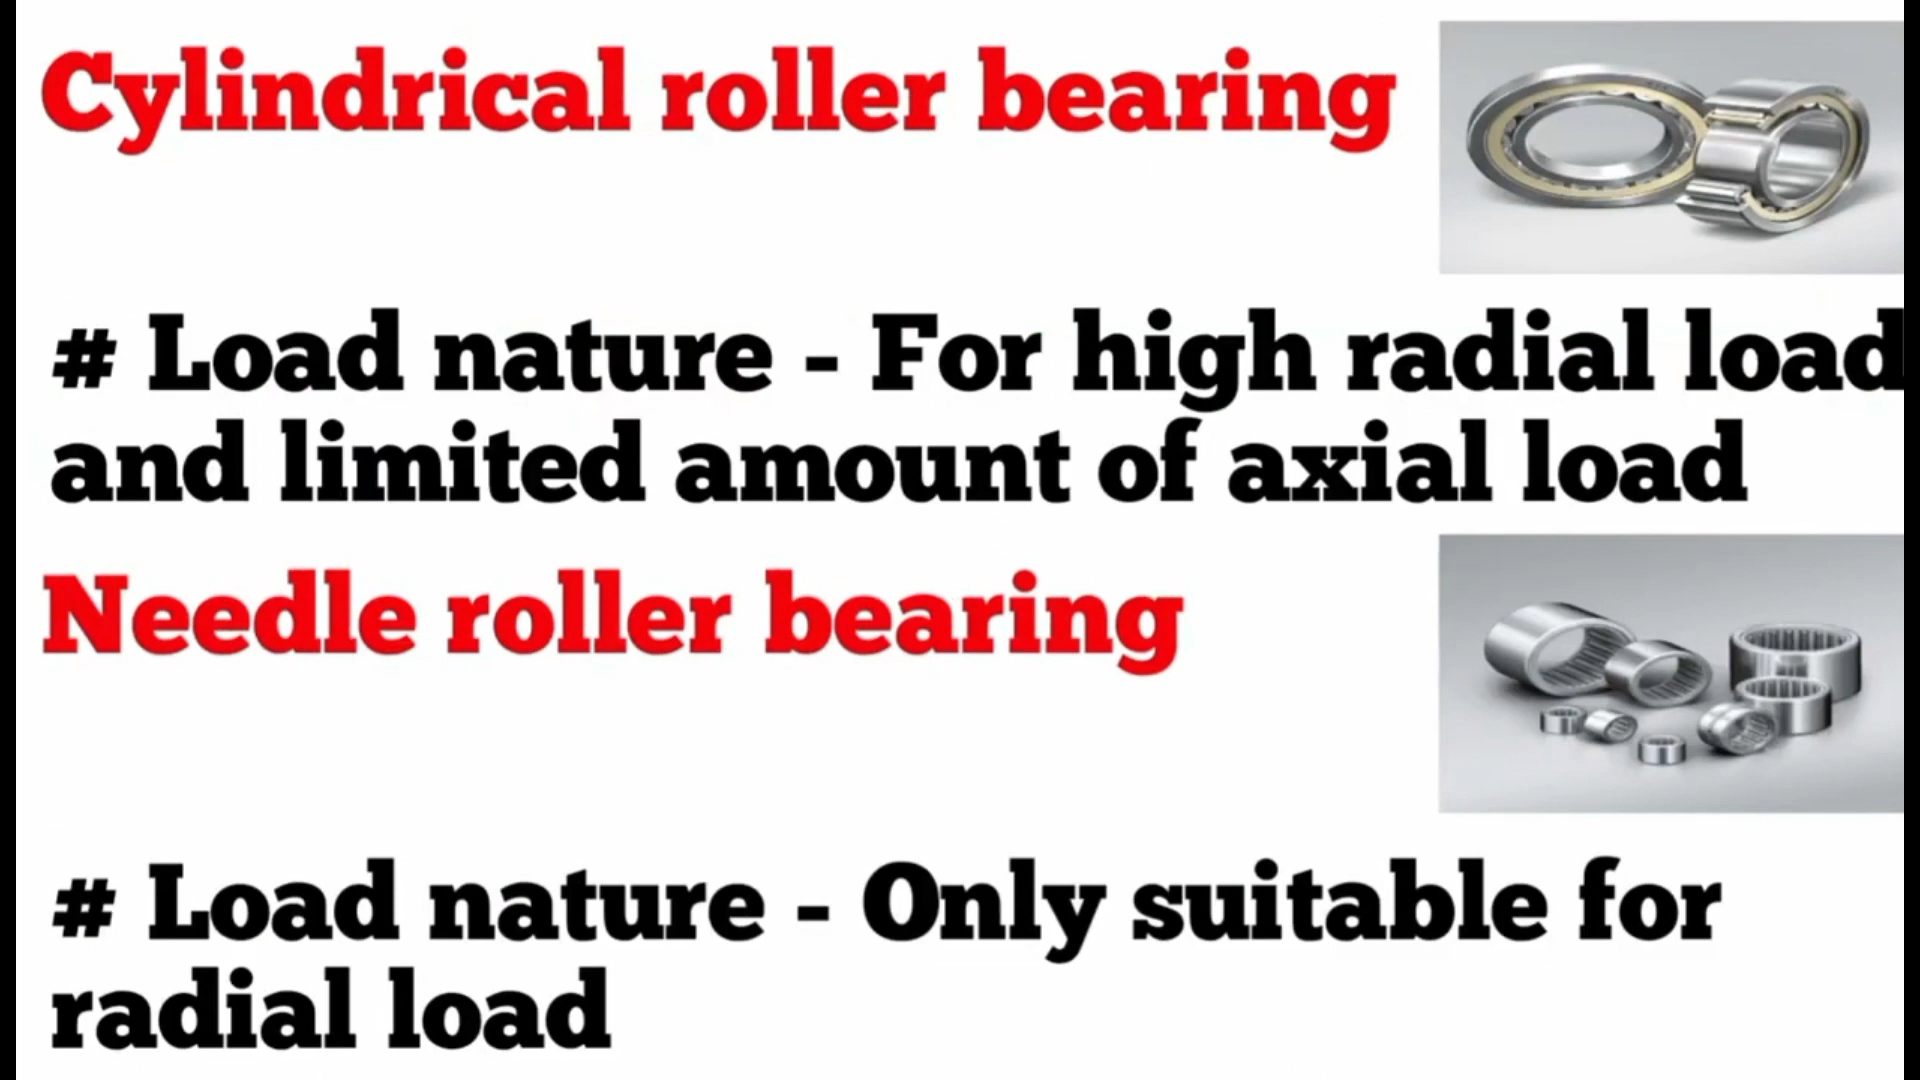 Cylindrical roller bearing
# Load nature - For high radial load
and limited amount of axial load
Needle roller bearing
# Load nature - Only suitable for
radial load